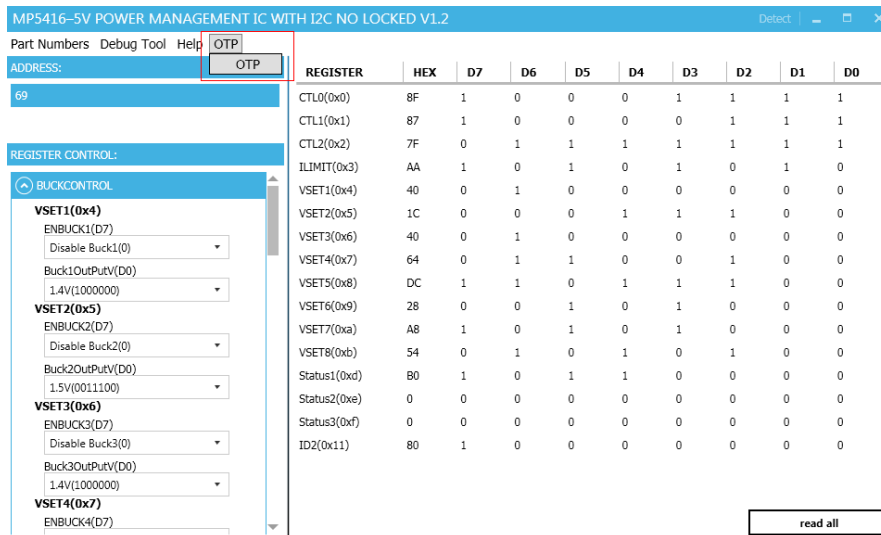 MP5416–5V POWER MANAGEMENT IC WITH I2C NO LOCKED V1.2 Detect
Part Numbers Debug Tool Help OTP
OTP
ADDRESS:
69
REGISTER CONTROL:
BUCKCONTROL
VSET1(0x4)
ENBUCK1(D7)
Disable Buck1(0)
Buck1OutPutV(D0)
1.4V(1000000)
VSET2(0x5)
ENBUCK2(D7)
Disable Buck2(0)
Buck2OutPutV(D0)
1.5V(0011100)
VSET3(0x6)
ENBUCK3(D7)
Disable Buck3(0)
Buck3OutPutV(D0)
1.4V(1000000)
VSET4(0x7)
ENBUCK4(D7)
REGISTER HEX D7 D6 D5 D4 D3 D2 D1 D0
CTL0(0x0) 8F 1 0 0 0 1 1 1 1
CTL1(0x1) 87 1 0 0 0 0 1 1 1
CTL2(0x2) 7F 0 1 1 1 1 1 1 1
ILIMIT(0x3) AA 1 0 1 0 1 0 1 0
VSET1(0x4) 40 0 1 0 0 0 0 0 0
VSET2(0x5) 1C 0 0 0 1 1 1 0 0
VSET3(0x6) 40 0 1 0 0 0 0 0 0
VSET4(0x7) 64 0 1 1 0 0 1 0 0
VSET5(0x8) DC 1 1 0 1 1 1 0 0
VSET6(0x9) 28 0 0 1 0 1 0 0 0
VSET7(0xa) A8 1 0 1 0 1 0 0 0
VSET8(0xb) 54 0 1 0 1 0 1 0 0
Status1(0xd) B0 1 0 1 1 0 0 0 0
Status2(0xe) 0 0 0 0 0 0 0 0 0
Status3(0xf) 0 0 0 0 0 0 0 0 0
ID2(0x11) 80 1 0 0 0 0 0 0 0
read all